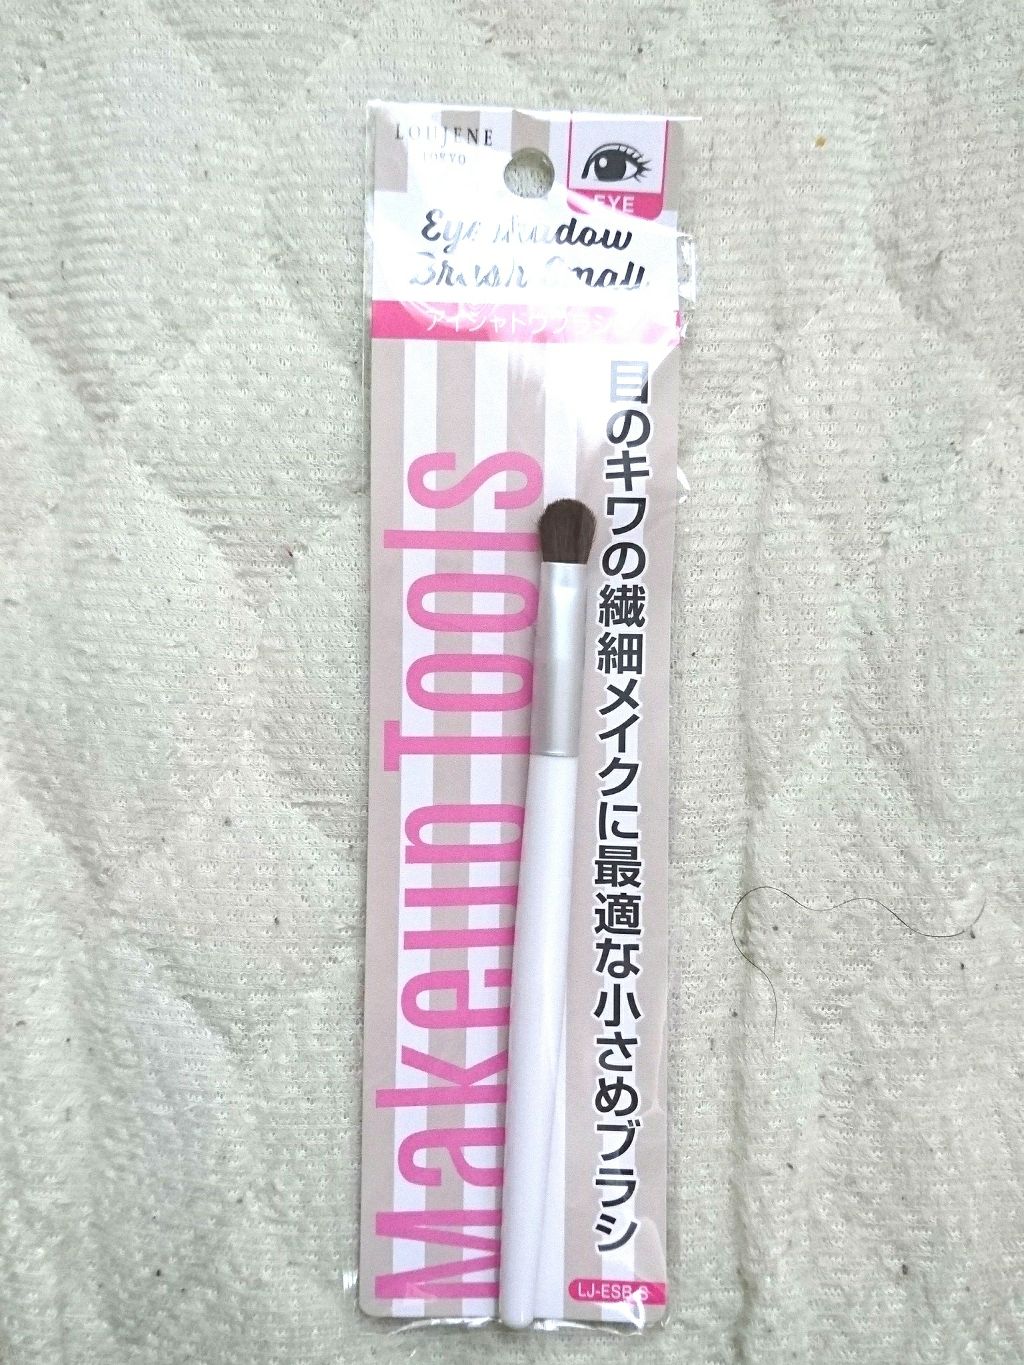 LOUJENE
TOKYO
EYE
Eye shadow
Brush Small
アイシャドウブラシ
目のキワの繊細メイクに最適な小さめブラシ
Makeup Tools
LJ-ESB-S